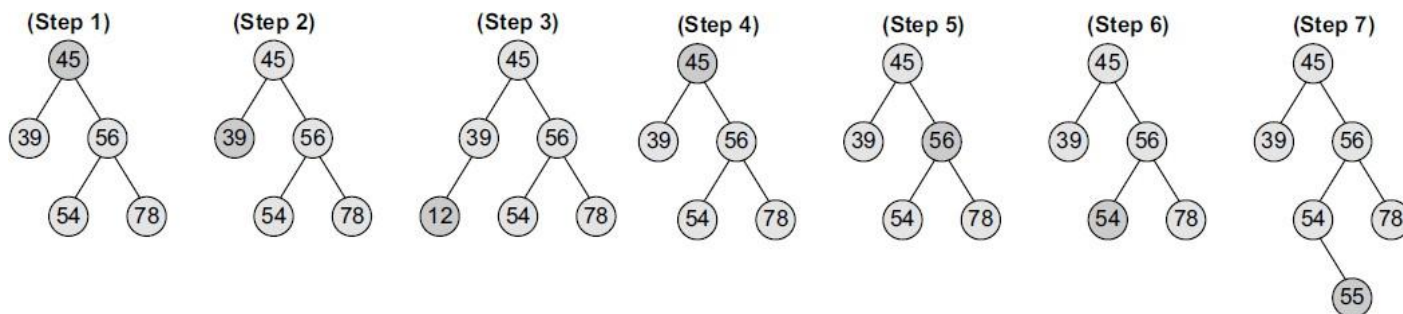 (Step 1) (Step 2) (Step 3) (Step 4) (Step 5) (Step 6) (Step 7)
45 45 45 45 45 45 45
39 56 39 56 39 56 39 56 39 56 39 56 39 56
54 78 54 78 12 54 78 54 78 54 78 54 78 54 78
55